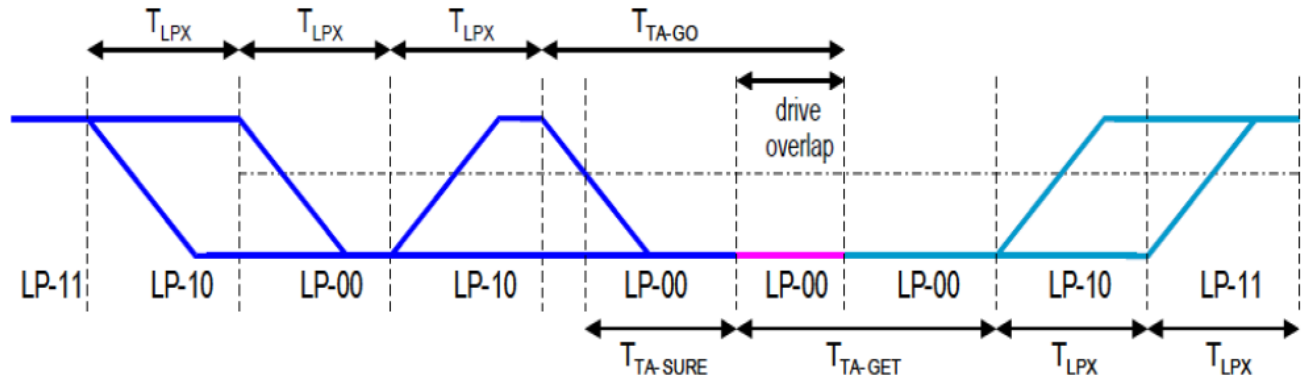 TLPX TLPX TLPX TTA-GO
drive
overlap
LP-11 LP-10 LP-00 LP-10 LP-00 LP-00 LP-00 LP-10 LP-11
TTA-SURE TTA-GET TLPX TLPX